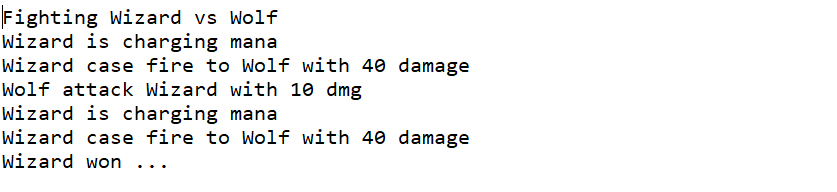 Fighting Wizard vs Wolf
Wizard is charging mana
Wizard case fire to Wolf with 40 damage
Wolf attack Wizard with 10 dmg
Wizard is charging mana
Wizard case fire to Wolf with 40 damage
Wizard won ...